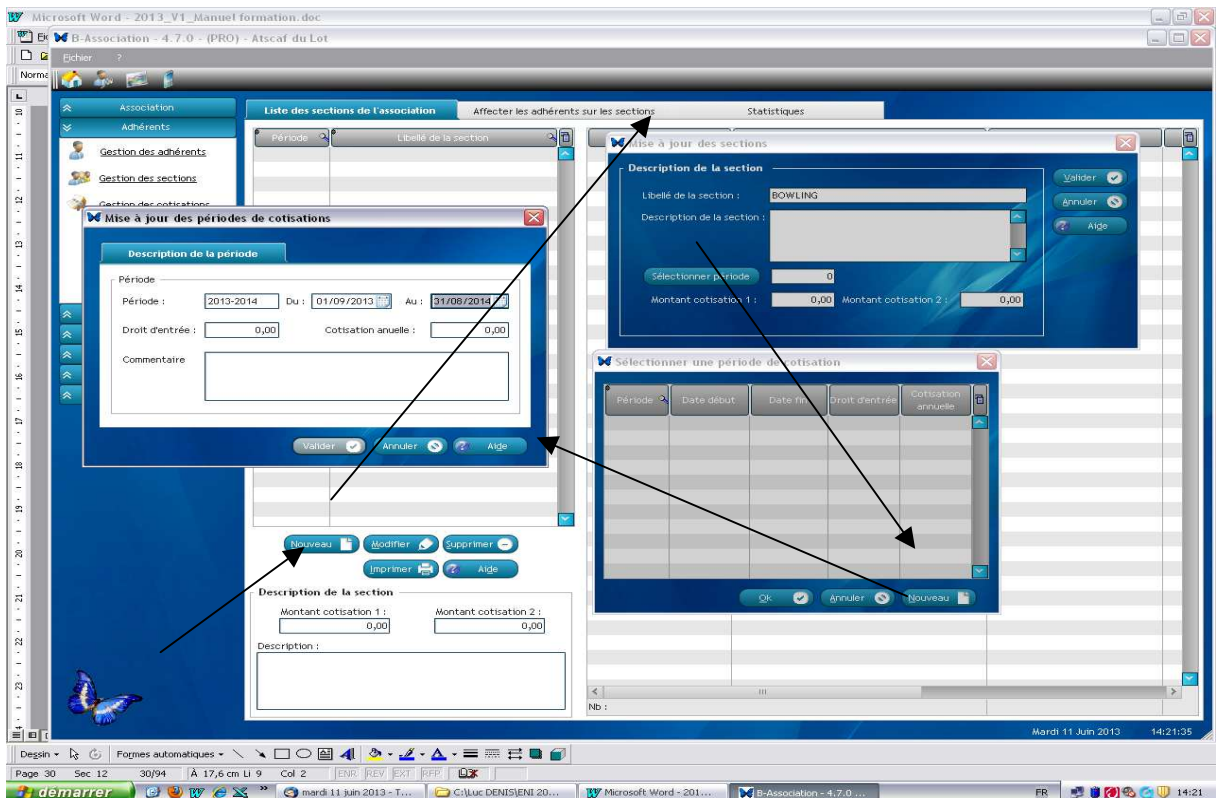 Microsoft Word - 2013_V1_Manuel formation.doc
B-Association - 4.7.0 - (PRO) - Atscaf du Lot
Fichier ?
Norma
Association
Adhérents
Gestion des adhérents
Gestion des sections
Gestion des cotisations
Liste des sections de l'association
Affecter les adhérents sur les sections
Statistiques
Période
Libellé de la section
Mise à jour des sections
Description de la section
Libellé de la section :
BOWLING
Description de la section :
Sélectionner période
0
Montant cotisation 1 :
0,00
Montant cotisation 2 :
0,00
Valider
Annuler
Aide
Mise à jour des périodes de cotisations
Description de la période
Période
Période :
2013-2014
Du :
01/09/2013
Au :
31/08/2014
Droit d'entrée :
0,00
Cotisation anuelle :
0,00
Commentaire
Valider
Annuler
Aide
Sélectionner une période de cotisation
Période
Date début
Date fin
Droit d'entrée
Cotisation
annuelle
Ok
Annuler
Nouveau
Nouveau
Modifier
Supprimer
Imprimer
Aide
Description de la section
Montant cotisation 1 :
Montant cotisation 2 :
0,00
0,00
Description :
Nb :
Mardi 11 Juin 2013
14:21:35
Dessin
Formes automatiques
Page 30 Sec 12 30/94 À 17,6 cm Li 9 Col 2 ENR REV EXT RFP
démarrer
mardi 11 juin 2013 - T...
C:\Luc DENIS\ENI 20...
Microsoft Word - 201...
B-Association - 4.7.0 ...
FR
14:21